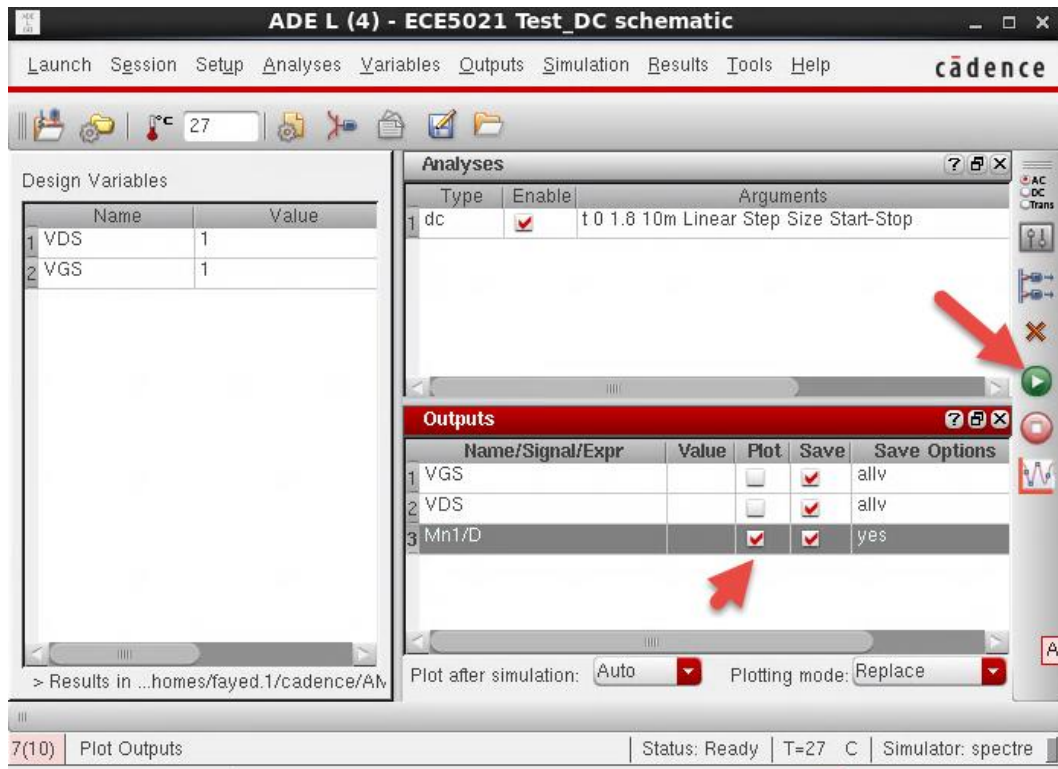 ADE L (4) - ECE5021 Test_DC schematic
Launch Session Setup Analyses Variables Outputs Simulation Results Tools Help cādence
°C 27
Design Variables
Name Value
1 VDS 1
2 VGS 1
> Results in ...homes/fayed.1/cadence/AN
Analyses
Type Enable Arguments
1 dc t 0 1.8 10m Linear Step Size Start-Stop
Outputs
Name/Signal/Expr Value Plot Save Save Options
1 VGS allv
2 VDS allv
3 Mn1/D yes
Plot after simulation: Auto Plotting mode: Replace
AC
DC
Trans
A
7(10) Plot Outputs Status: Ready T=27 C Simulator: spectre